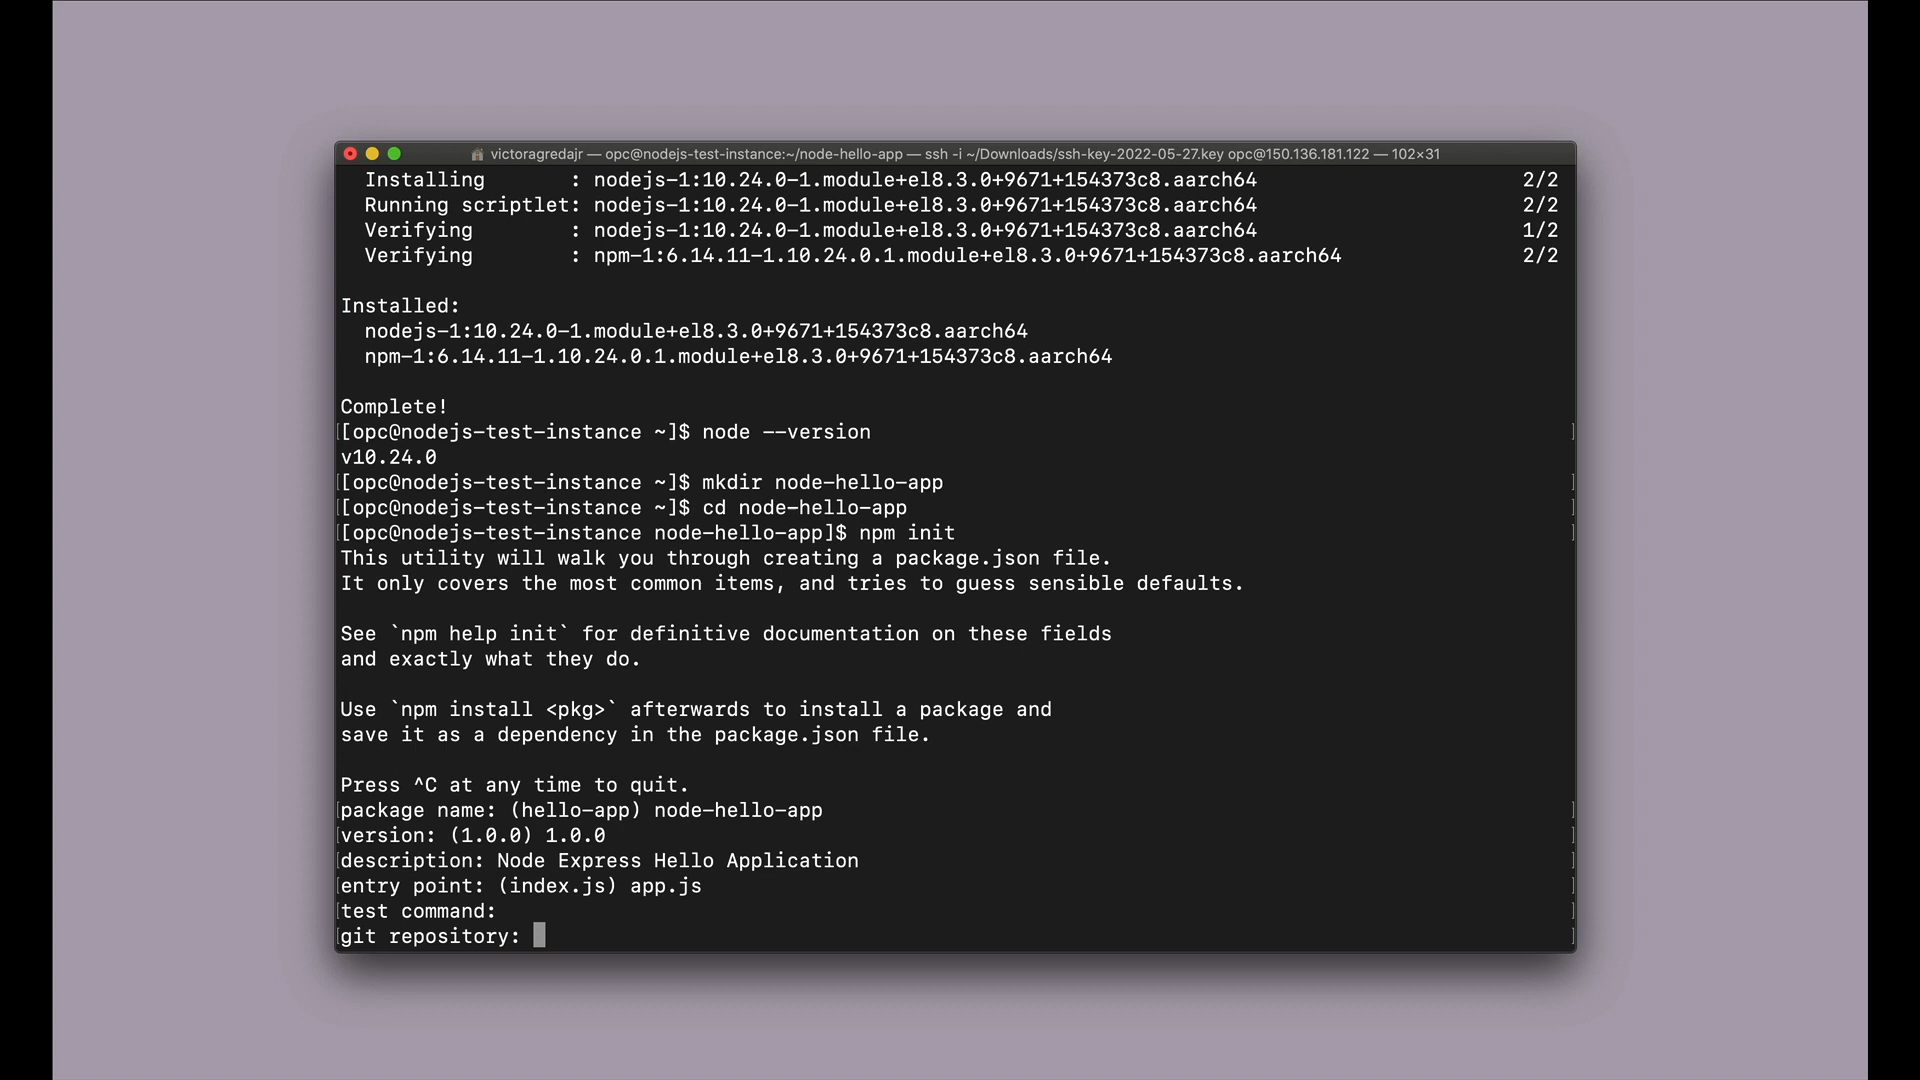 victoragredajr — opc@nodejs-test-instance:~/node-hello-app — ssh -i ~/Downloads/ssh-key-2022-05-27.key opc@150.136.181.122 — 102×31
Installing : nodejs-1:10.24.0-1.module+el8.3.0+9671+154373c8.aarch64 2/2
Running scriptlet: nodejs-1:10.24.0-1.module+el8.3.0+9671+154373c8.aarch64 2/2
Verifying : nodejs-1:10.24.0-1.module+el8.3.0+9671+154373c8.aarch64 1/2
Verifying : npm-1:6.14.11-1.10.24.0.1.module+el8.3.0+9671+154373c8.aarch64 2/2
Installed:
nodejs-1:10.24.0-1.module+el8.3.0+9671+154373c8.aarch64
npm-1:6.14.11-1.10.24.0.1.module+el8.3.0+9671+154373c8.aarch64
Complete!
[opc@nodejs-test-instance ~]$ node --version
v10.24.0
[opc@nodejs-test-instance ~]$ mkdir node-hello-app
[opc@nodejs-test-instance ~]$ cd node-hello-app
[opc@nodejs-test-instance node-hello-app]$ npm init
This utility will walk you through creating a package.json file.
It only covers the most common items, and tries to guess sensible defaults.
See `npm help init` for definitive documentation on these fields
and exactly what they do.
Use `npm install <pkg>` afterwards to install a package and
save it as a dependency in the package.json file.
Press ^C at any time to quit.
package name: (hello-app) node-hello-app
version: (1.0.0) 1.0.0
description: Node Express Hello Application
entry point: (index.js) app.js
test command:
git repository: